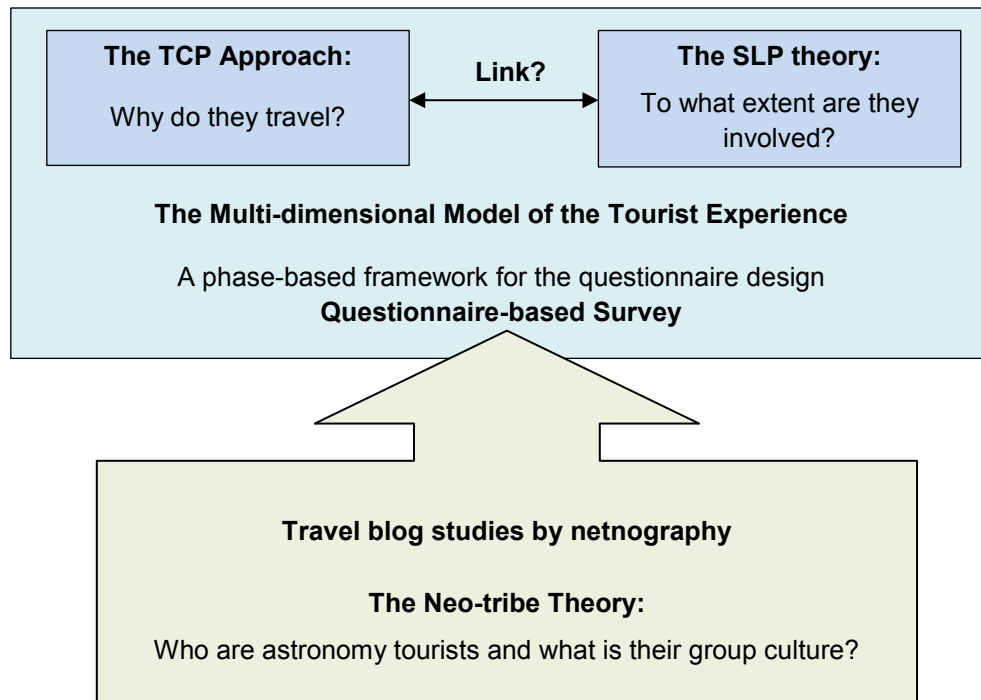 The TCP Approach:
Why do they travel?
Link?
The SLP theory:
To what extent are they
involved?
The Multi-dimensional Model of the Tourist Experience
A phase-based framework for the questionnaire design
Questionnaire-based Survey
Travel blog studies by netnography
The Neo-tribe Theory:
Who are astronomy tourists and what is their group culture?